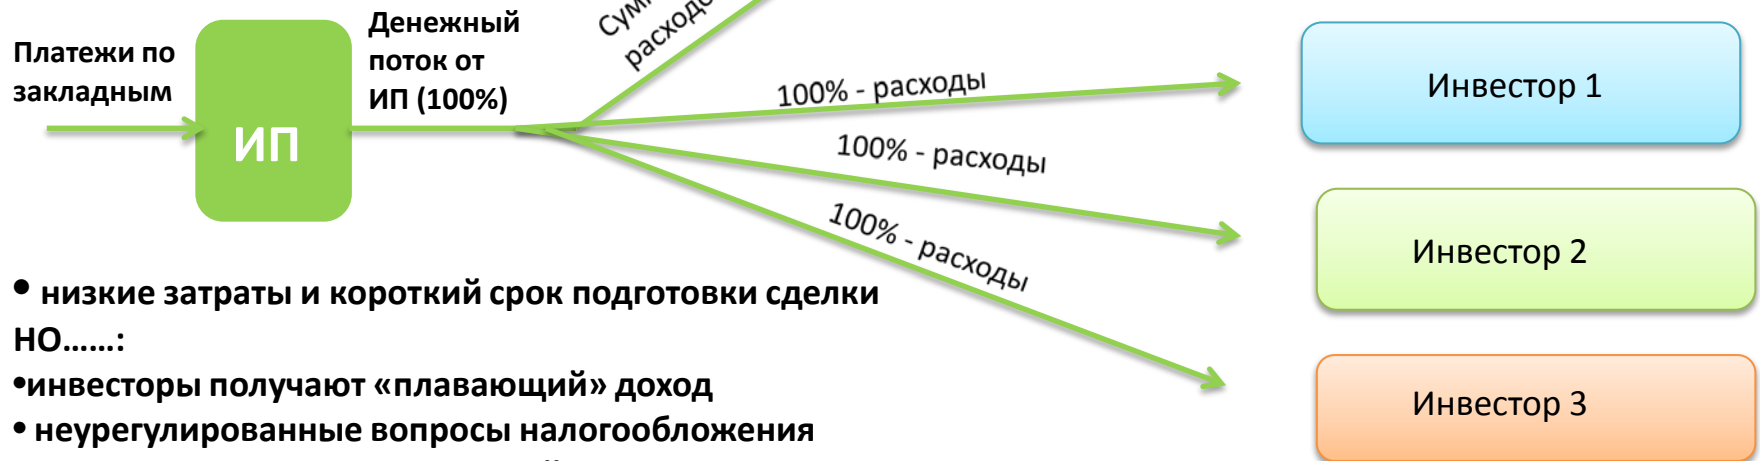 Платежи по
закладным
ИП
Денежный
поток от
ИП (100%)
100% - расходы
100% - расходы
100% - расходы
Инвестор 1
Инвестор 2
Инвестор 3
• низкие затраты и короткий срок подготовки сделки
НО……:
•инвесторы получают «плавающий» доход
• неурегулированные вопросы налогообложения